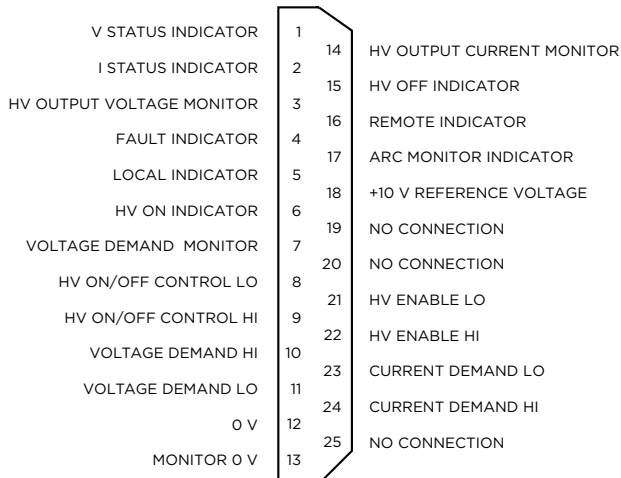 V STATUS INDICATOR 1
14 HV OUTPUT CURRENT MONITOR
I STATUS INDICATOR 2
15 HV OFF INDICATOR
HV OUTPUT VOLTAGE MONITOR 3
16 REMOTE INDICATOR
FAULT INDICATOR 4
17 ARC MONITOR INDICATOR
LOCAL INDICATOR 5
18 +10 V REFERENCE VOLTAGE
HV ON INDICATOR 6
19 NO CONNECTION
VOLTAGE DEMAND MONITOR 7
20 NO CONNECTION
HV ON/OFF CONTROL LO 8
21 HV ENABLE LO
HV ON/OFF CONTROL HI 9
22 HV ENABLE HI
VOLTAGE DEMAND HI 10
23 CURRENT DEMAND LO
VOLTAGE DEMAND LO 11
24 CURRENT DEMAND HI
0 V 12
25 NO CONNECTION
MONITOR 0 V 13